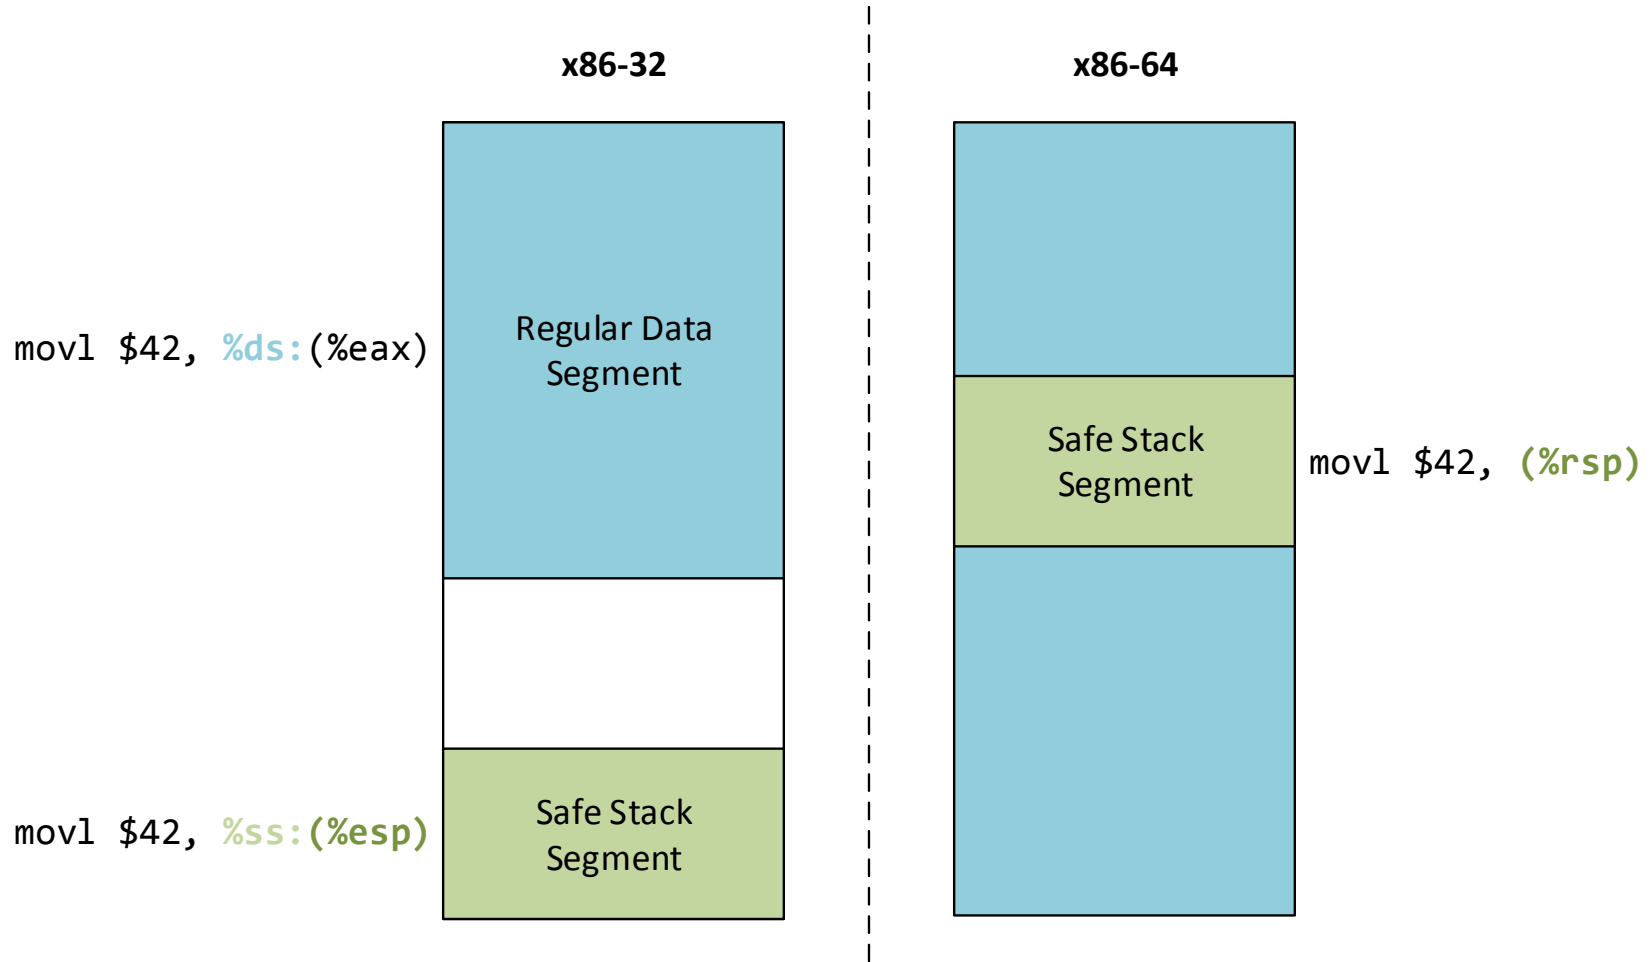 x86-32
x86-64
Regular Data
Segment
movl $42, %ds:(%eax)
Safe Stack
Segment
movl $42, (%rsp)
Safe Stack
Segment
movl $42, %ss:(%esp)